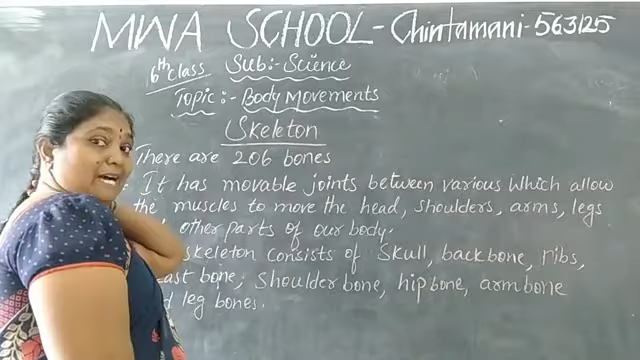 MWA SCHOOL - Chintamani - 563125
6th class Sub:- Science
Topic:- Body Movements
Skeleton
There are 206 bones
It has movable joints between various which allow
the muscles to move the head, shoulders, arms, legs
other parts of our body.
skeleton consists of skull, backbone, ribs,
bone, shoulder bone, hip bone, arm bone
leg bones.